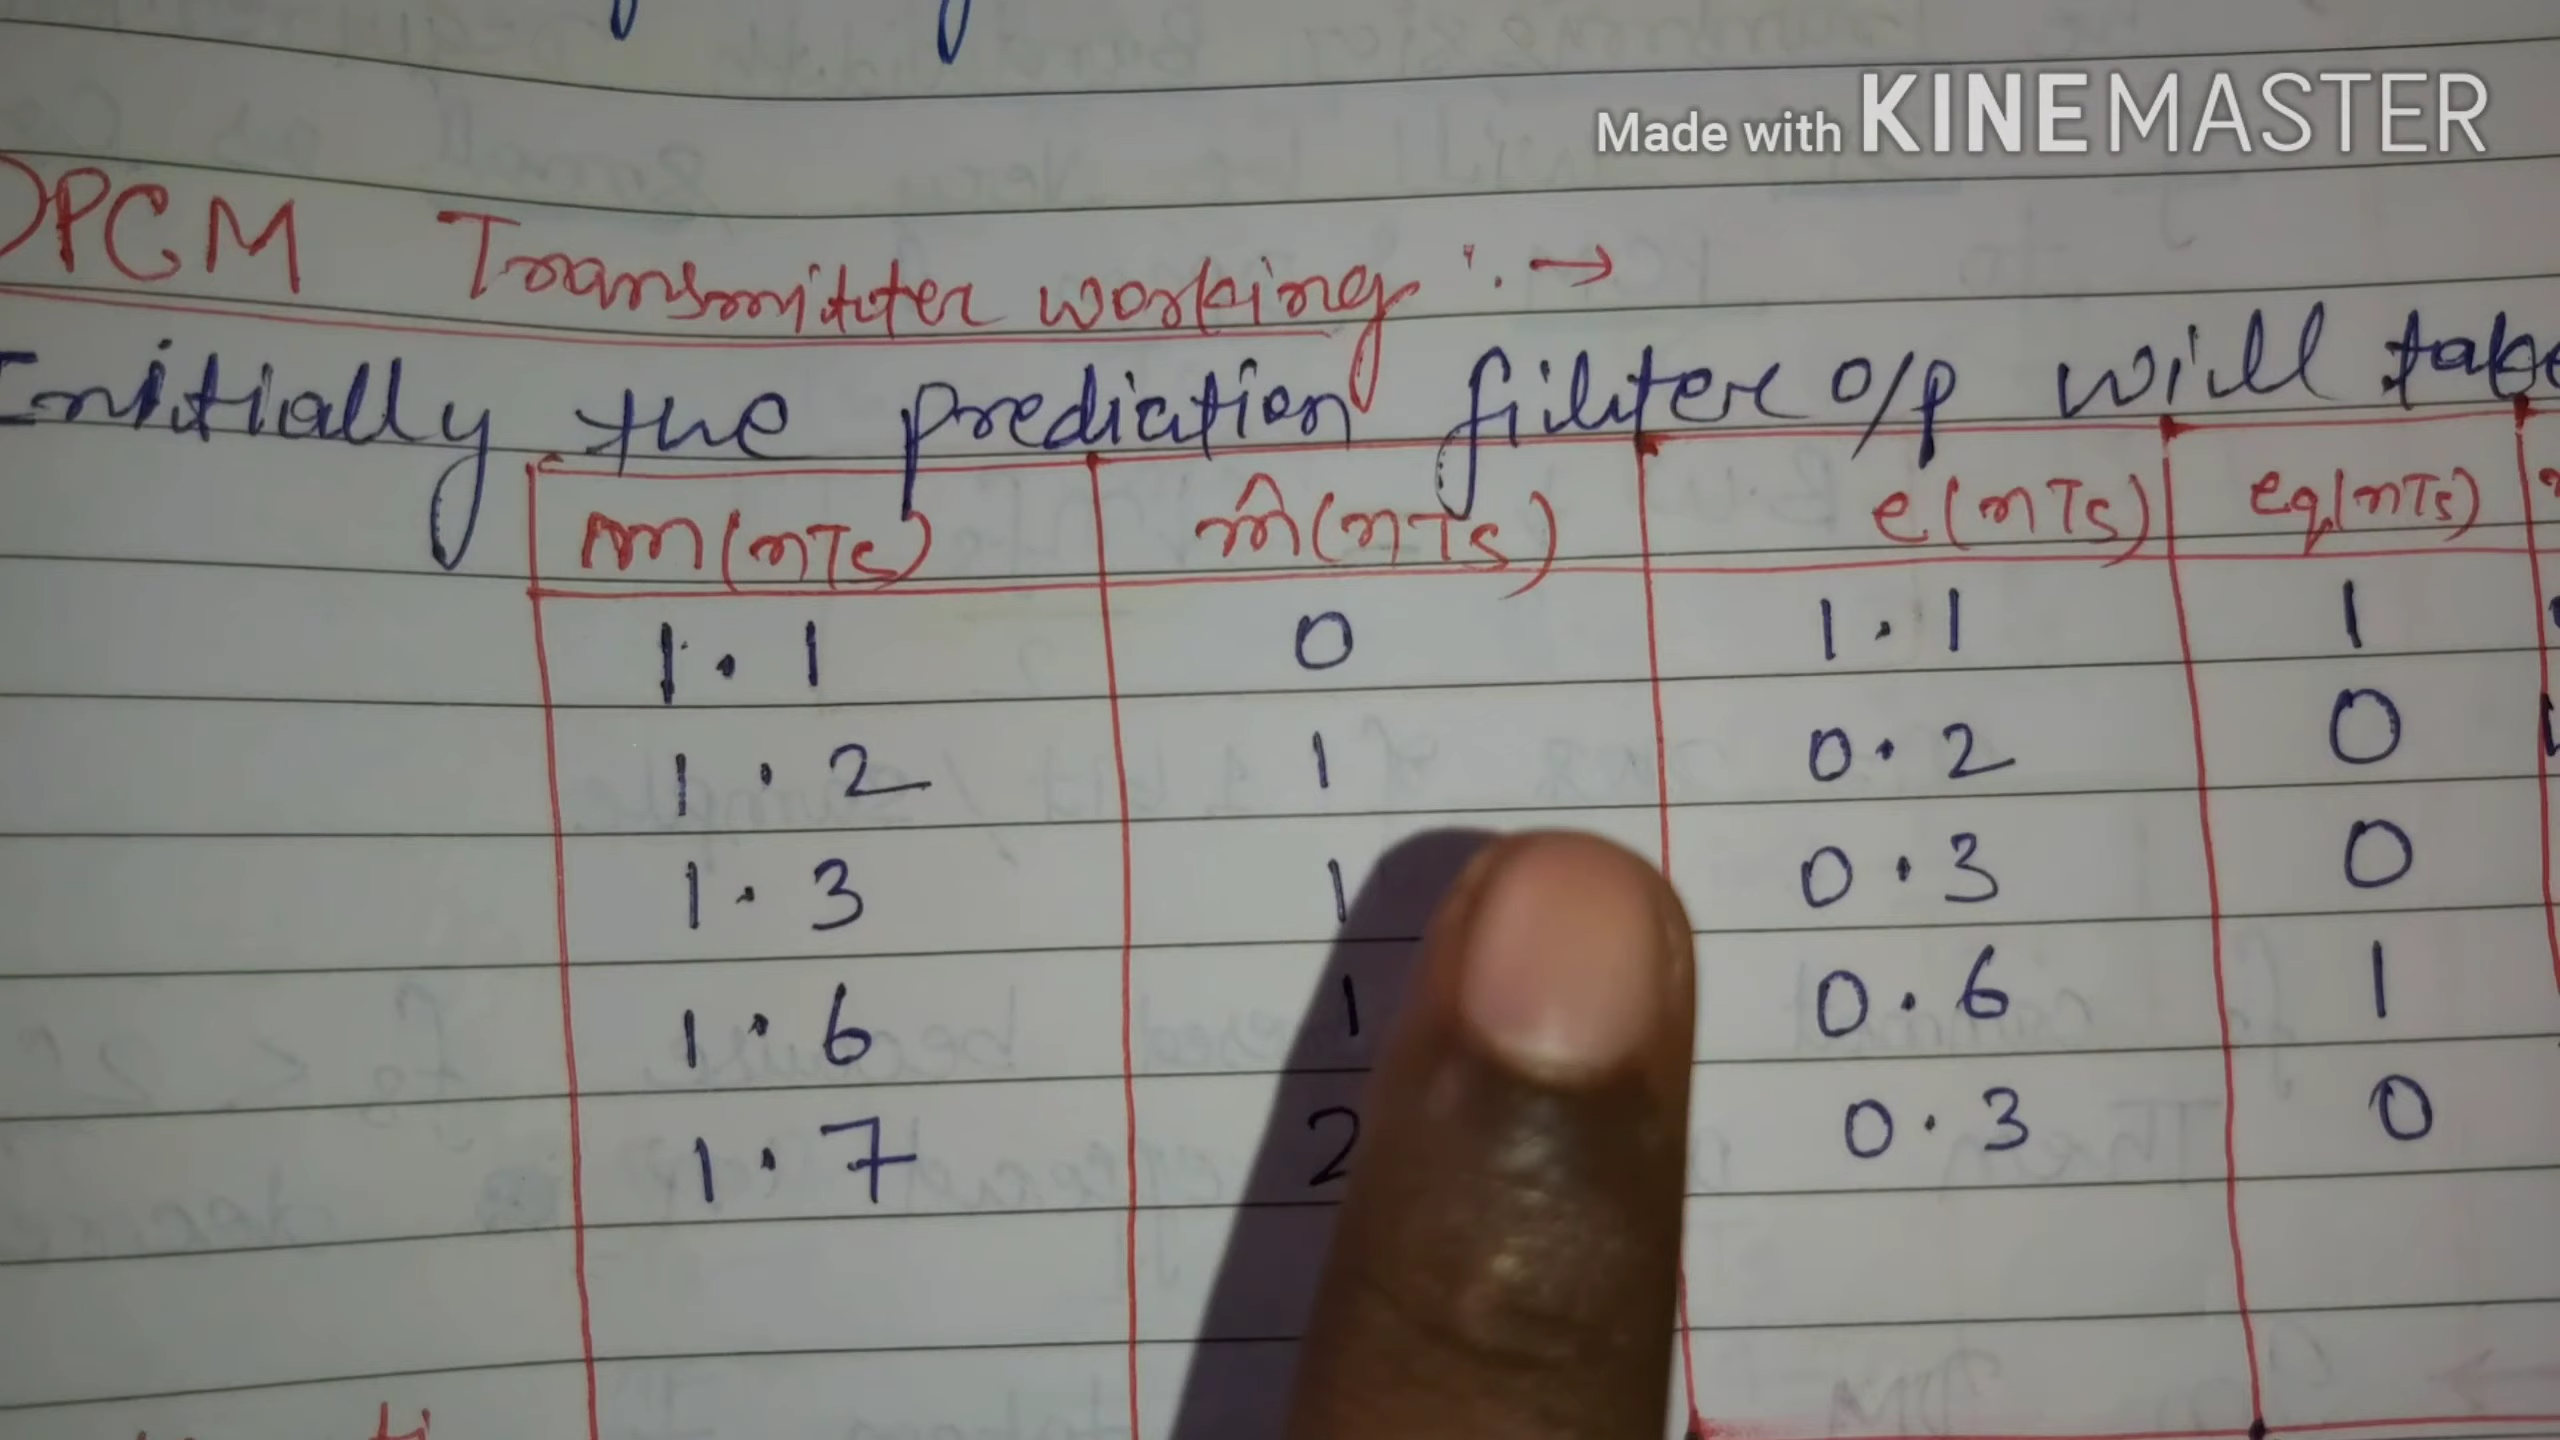 Made with KINEMASTER
DPCM Transmitter working :→
Initially the prediction filter o/p will take
m(nTs) m̂(nTs) e(nTs) eq(nTs)
1.1 0 1.1 1
1.2 1 0.2 0
1.3 1 0.3 0
1.6 1 0.6 1
1.7 2 0.3 0